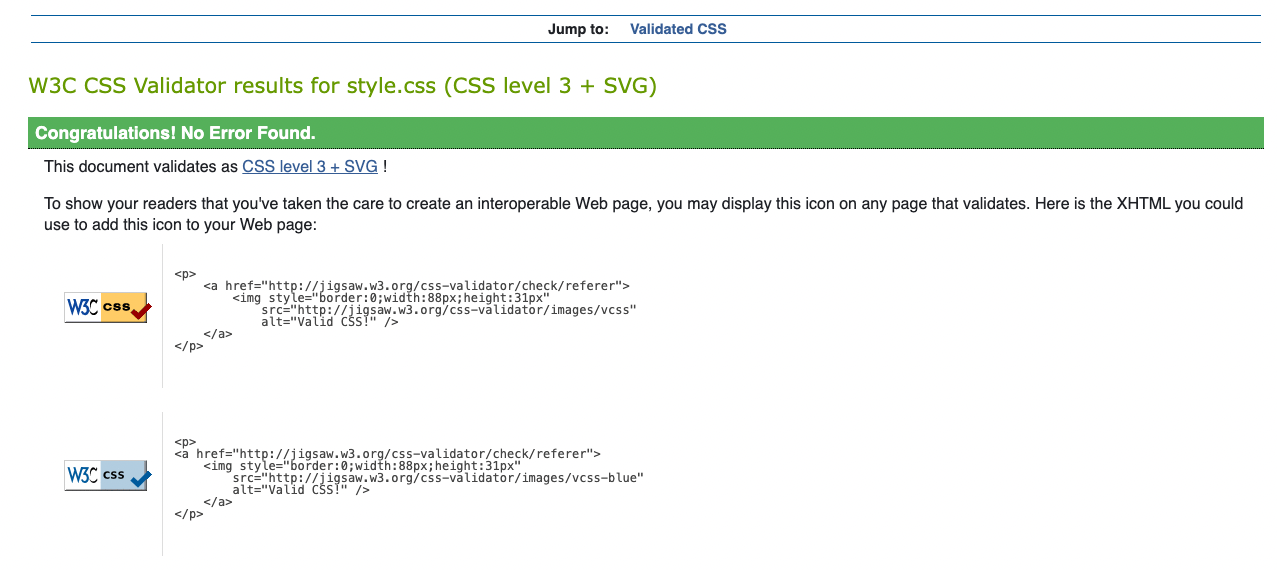 Jump to: Validated CSS
W3C CSS Validator results for style.css (CSS level 3 + SVG)
Congratulations! No Error Found.
This document validates as CSS level 3 + SVG !
To show your readers that you've taken the care to create an interoperable Web page, you may display this icon on any page that validates. Here is the XHTML you could
use to add this icon to your Web page:
W3C css
<p>
    <a href="http://jigsaw.w3.org/css-validator/check/referer">
        <img style="border:0;width:88px;height:31px"
            src="http://jigsaw.w3.org/css-validator/images/vcss"
            alt="Valid CSS!" />
    </a>
</p>
W3C css
<p>
<a href="http://jigsaw.w3.org/css-validator/check/referer">
    <img style="border:0;width:88px;height:31px"
        src="http://jigsaw.w3.org/css-validator/images/vcss-blue"
        alt="Valid CSS!" />
    </a>
</p>